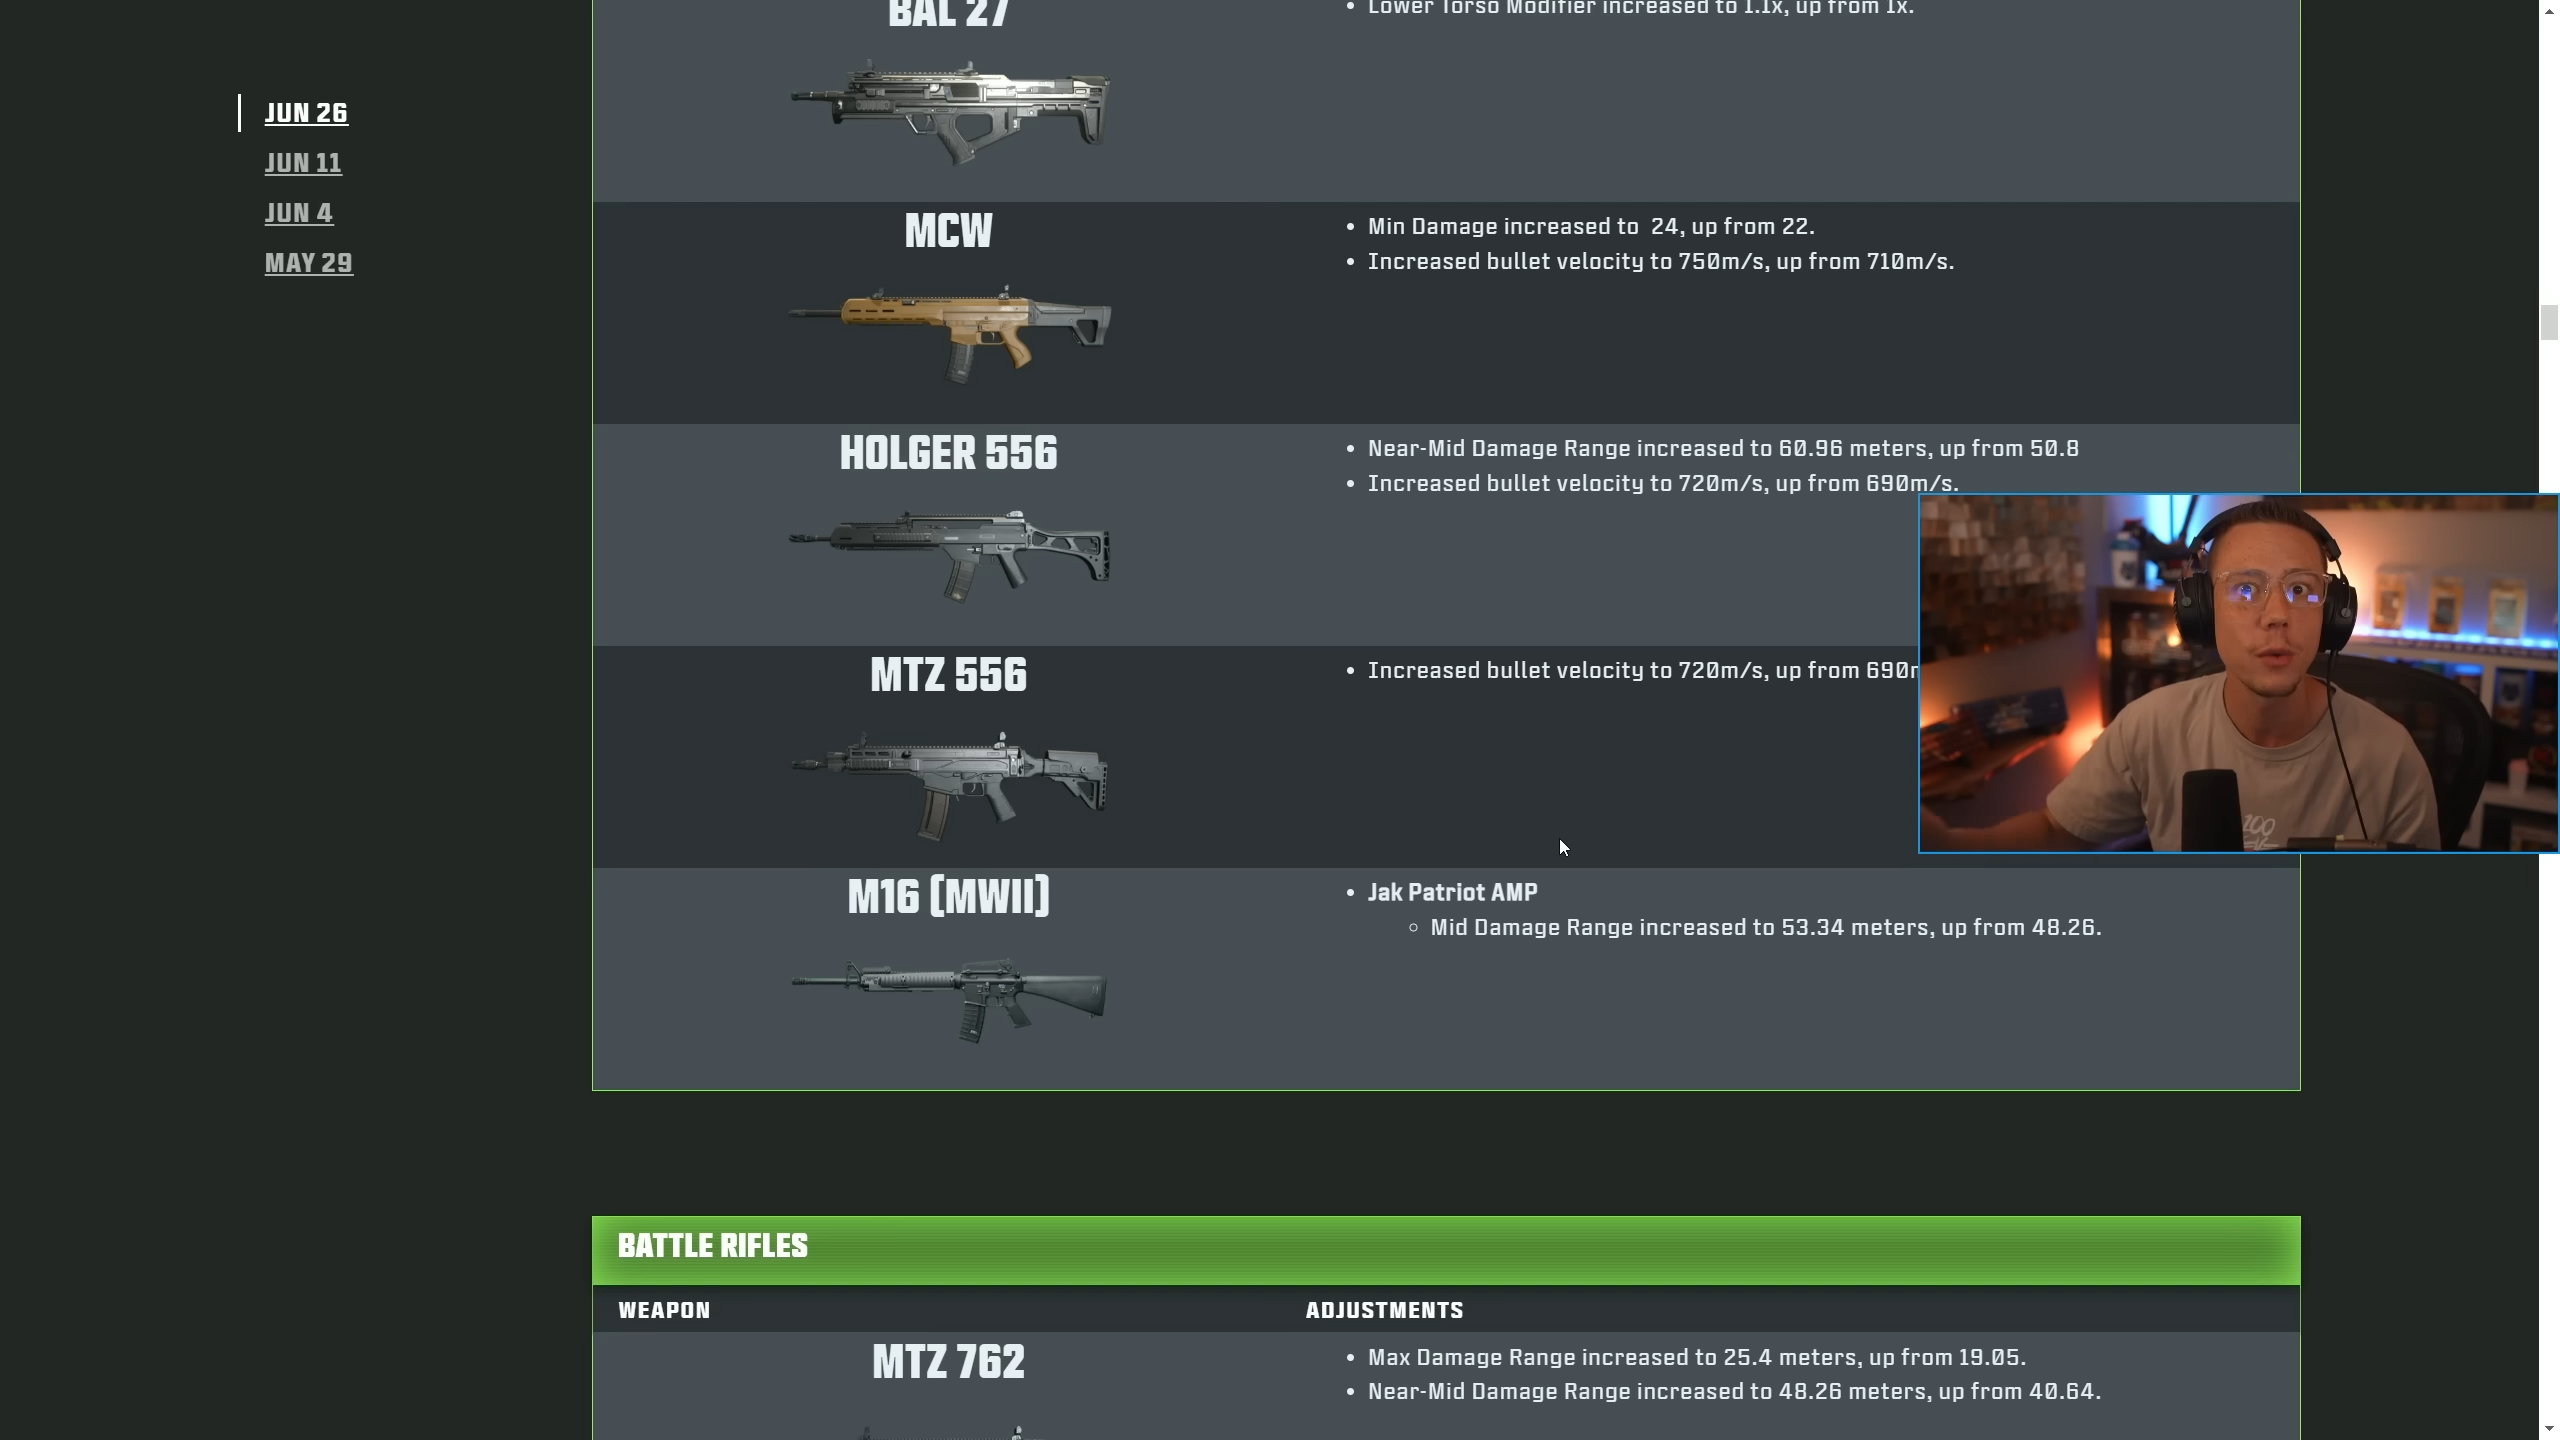 BAL 27
Lower Torso Modifier increased to 1.1x, up from 1x.
JUN 26
JUN 11
JUN 4
MAY 29
MCW
Min Damage increased to  24, up from 22.
Increased bullet velocity to 750m/s, up from 710m/s.
HOLGER 556
Near-Mid Damage Range increased to 60.96 meters, up from 50.8
Increased bullet velocity to 720m/s, up from 690m/s.
MTZ 556
Increased bullet velocity to 720m/s, up from 690m
M16 (MWII)
Jak Patriot AMP
Mid Damage Range increased to 53.34 meters, up from 48.26.
BATTLE RIFLES
WEAPON
ADJUSTMENTS
MTZ 762
Max Damage Range increased to 25.4 meters, up from 19.05.
Near-Mid Damage Range increased to 48.26 meters, up from 40.64.